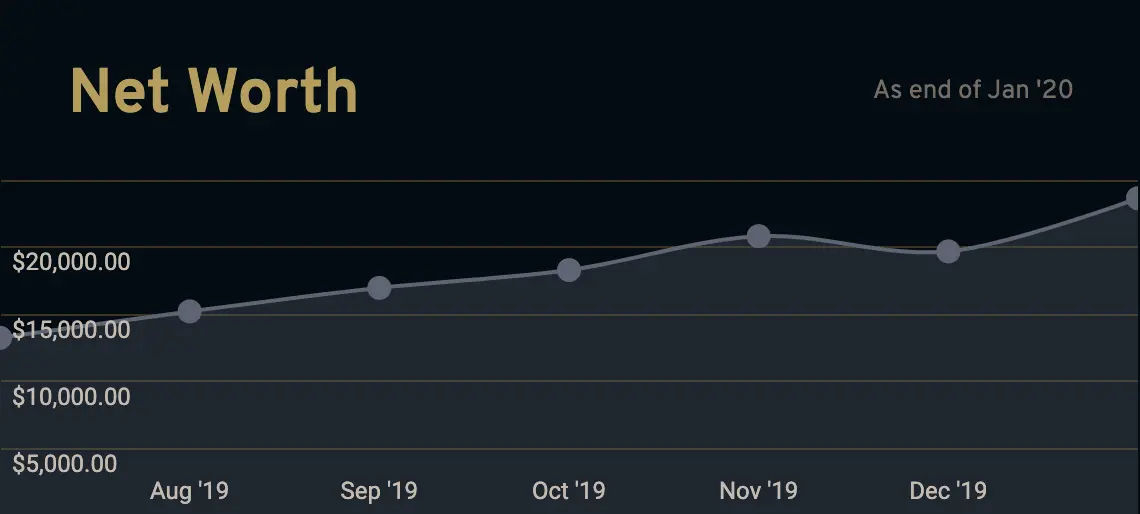 Net Worth
As end of Jan '20
$20,000.00
$15,000.00
$10,000.00
$5,000.00
Aug '19
Sep '19
Oct '19
Nov '19
Dec '19